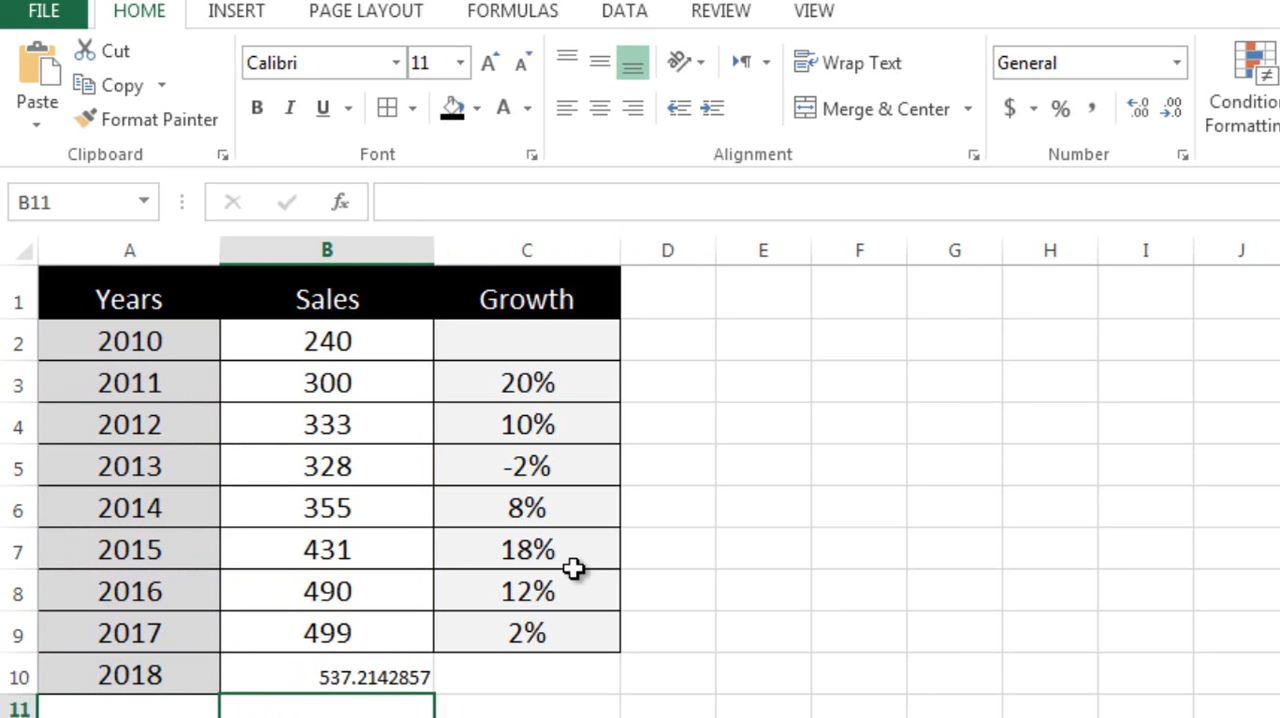 FILE HOME INSERT PAGE LAYOUT FORMULAS DATA REVIEW VIEW
Cut
Calibri 11 Wrap Text General
Copy
Paste B I U A Merge & Center $ % , Condition
Format Painter Formatting
Clipboard Font Alignment Number
B11 fx
A B C D E F G H I J
1 Years Sales Growth
2 2010 240
3 2011 300 20%
4 2012 333 10%
5 2013 328 -2%
6 2014 355 8%
7 2015 431 18%
8 2016 490 12%
9 2017 499 2%
10 2018 537.2142857
11